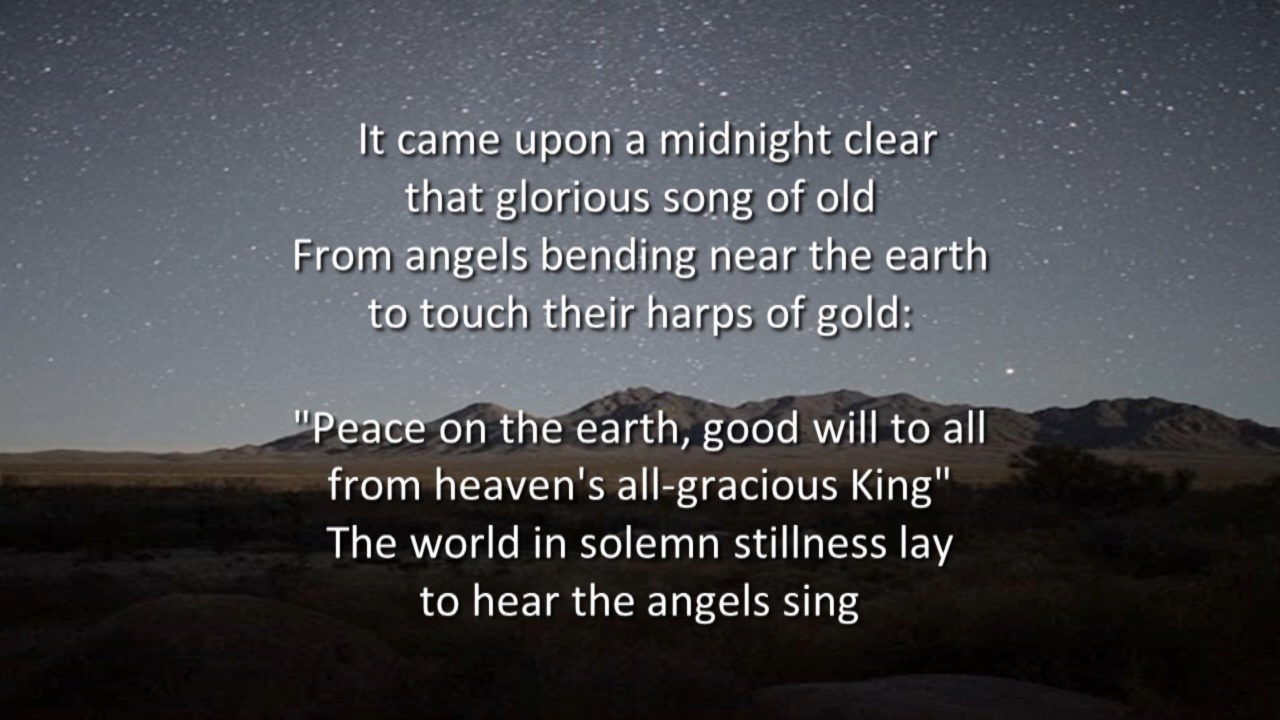 It came upon a midnight clear
that glorious song of old
From angels bending near the earth
to touch their harps of gold:
"Peace on the earth, good will to all
from heaven's all-gracious King"
The world in solemn stillness lay
to hear the angels sing